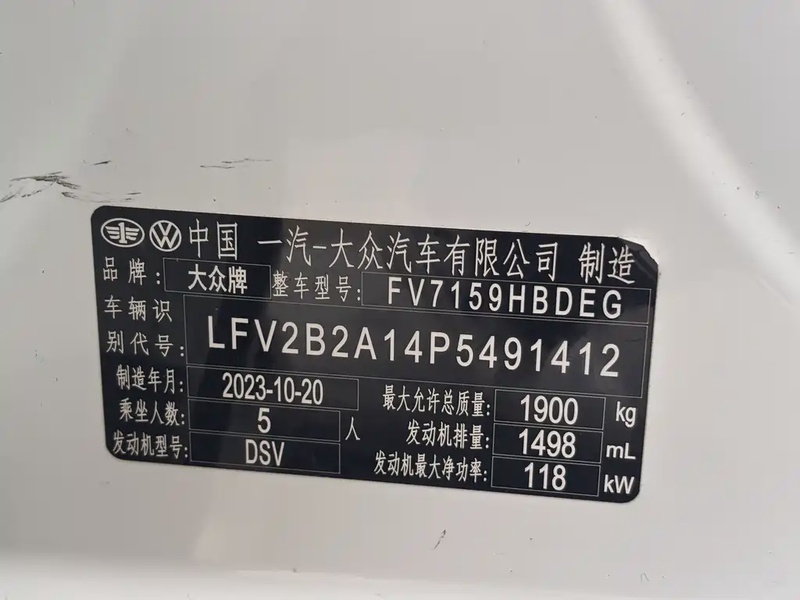 中国 一汽-大众汽车有限公司 制造
品牌: 大众牌 整车型号: FV7159HBDEG
车辆识别代号: LFV2B2A14P5491412
制造年月: 2023-10-20 最大允许总质量: 1900 kg
乘坐人数: 5 人 发动机排量: 1498 mL
发动机型号: DSV 发动机最大净功率: 118 kW